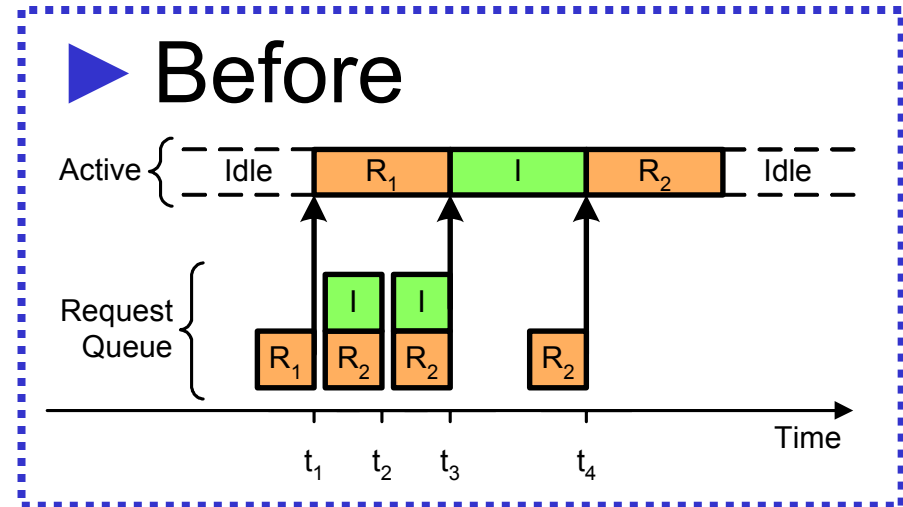 Before
Active Idle R₁ I R₂ Idle
I I
Request
Queue
R₁ R₂ R₂ R₂
Time
t₁ t₂ t₃ t₄